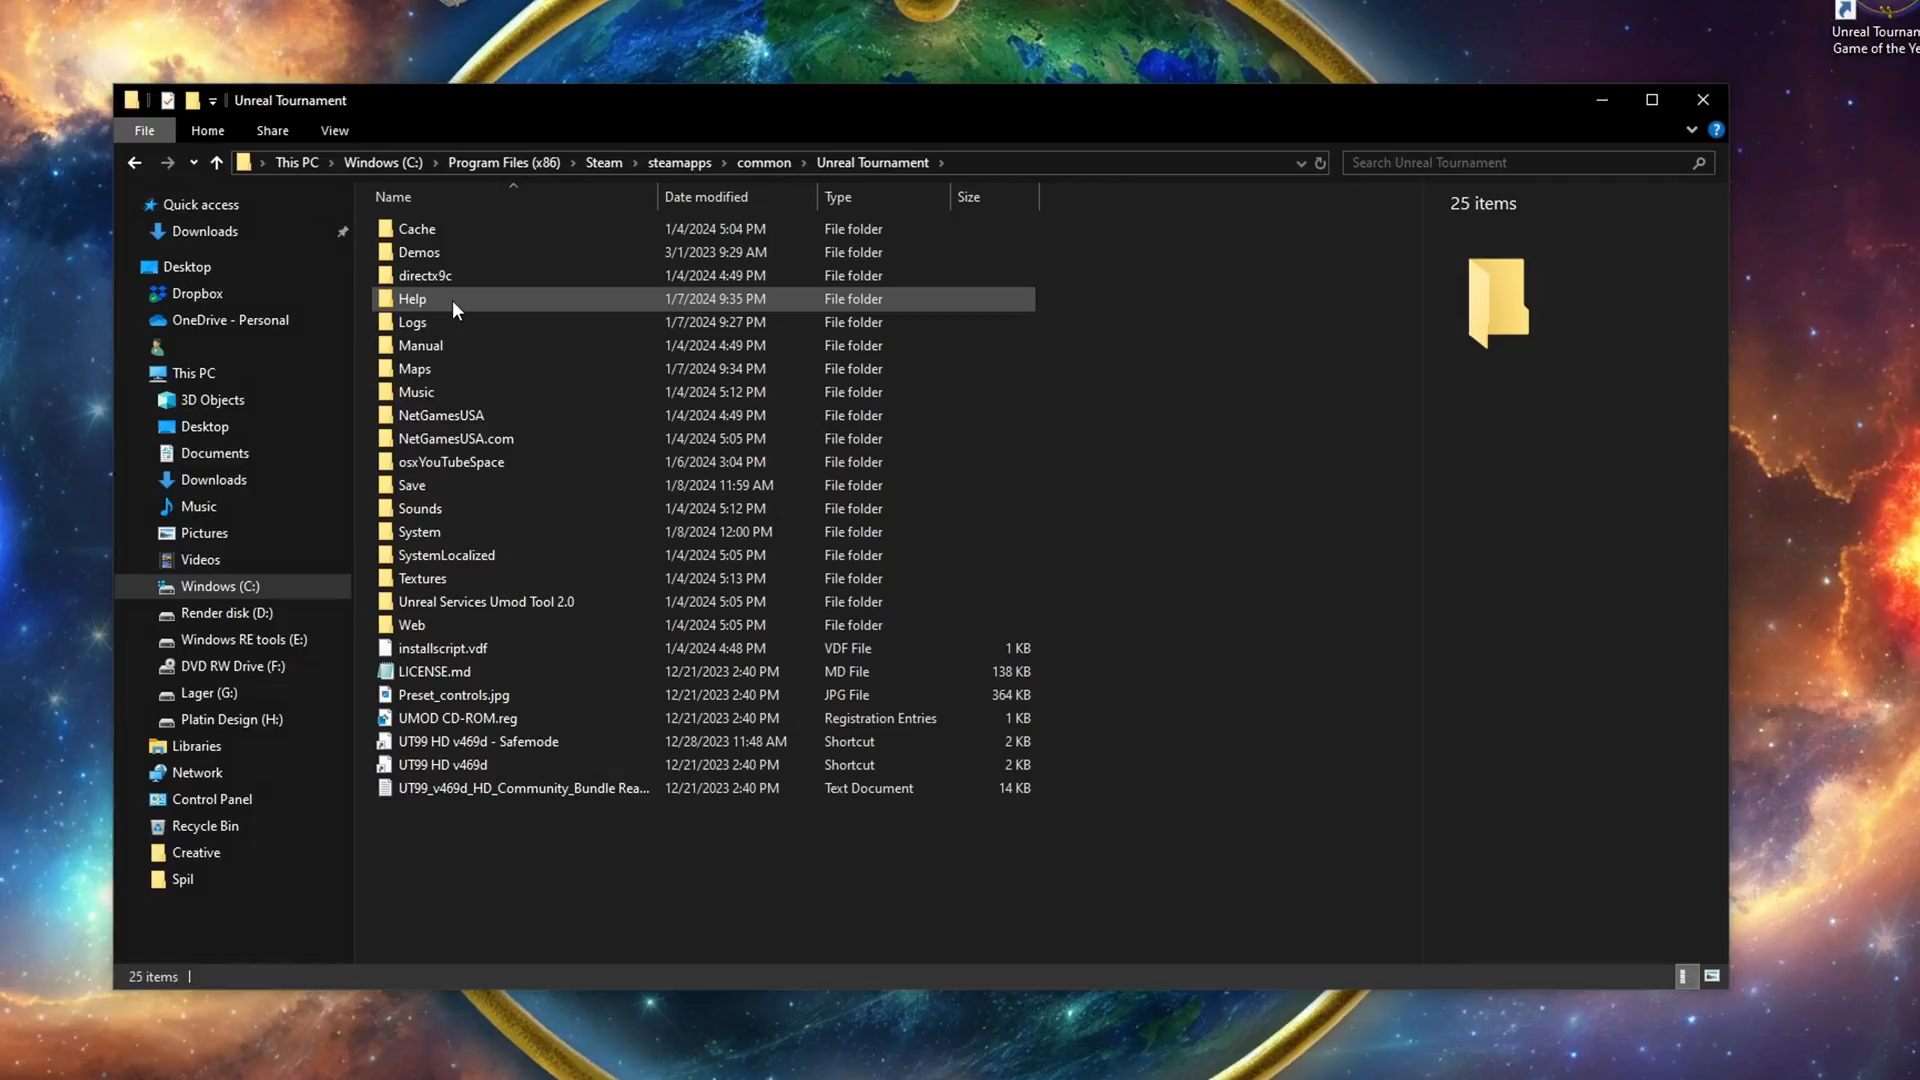 Unreal Tournam
Game of the Ye
Unreal Tournament
File Home Share View
This PC Windows (C:) Program Files (x86) Steam steamapps common Unreal Tournament
Search Unreal Tournament
Name Date modified Type Size
25 items
Quick access
Downloads
Desktop
Dropbox
OneDrive - Personal
This PC
3D Objects
Desktop
Documents
Downloads
Music
Pictures
Videos
Windows (C:)
Render disk (D:)
Windows RE tools (E:)
DVD RW Drive (F:)
Lager (G:)
Platin Design (H:)
Libraries
Network
Control Panel
Recycle Bin
Creative
Spil
Cache 1/4/2024 5:04 PM File folder
Demos 3/1/2023 9:29 AM File folder
directx9c 1/4/2024 4:49 PM File folder
Help 1/7/2024 9:35 PM File folder
Logs 1/7/2024 9:27 PM File folder
Manual 1/4/2024 4:49 PM File folder
Maps 1/7/2024 9:34 PM File folder
Music 1/4/2024 5:12 PM File folder
NetGamesUSA 1/4/2024 4:49 PM File folder
NetGamesUSA.com 1/4/2024 5:05 PM File folder
osxYouTubeSpace 1/6/2024 3:04 PM File folder
Save 1/8/2024 11:59 AM File folder
Sounds 1/4/2024 5:12 PM File folder
System 1/8/2024 12:00 PM File folder
SystemLocalized 1/4/2024 5:05 PM File folder
Textures 1/4/2024 5:13 PM File folder
Unreal Services Umod Tool 2.0 1/4/2024 5:05 PM File folder
Web 1/4/2024 5:05 PM File folder
installscript.vdf 1/4/2024 4:48 PM VDF File 1 KB
LICENSE.md 12/21/2023 2:40 PM MD File 138 KB
Preset_controls.jpg 12/21/2023 2:40 PM JPG File 364 KB
UMOD CD-ROM.reg 12/21/2023 2:40 PM Registration Entries 1 KB
UT99 HD v469d - Safemode 12/28/2023 11:48 AM Shortcut 2 KB
UT99 HD v469d 12/21/2023 2:40 PM Shortcut 2 KB
UT99_v469d_HD_Community_Bundle Rea... 12/21/2023 2:40 PM Text Document 14 KB
25 items